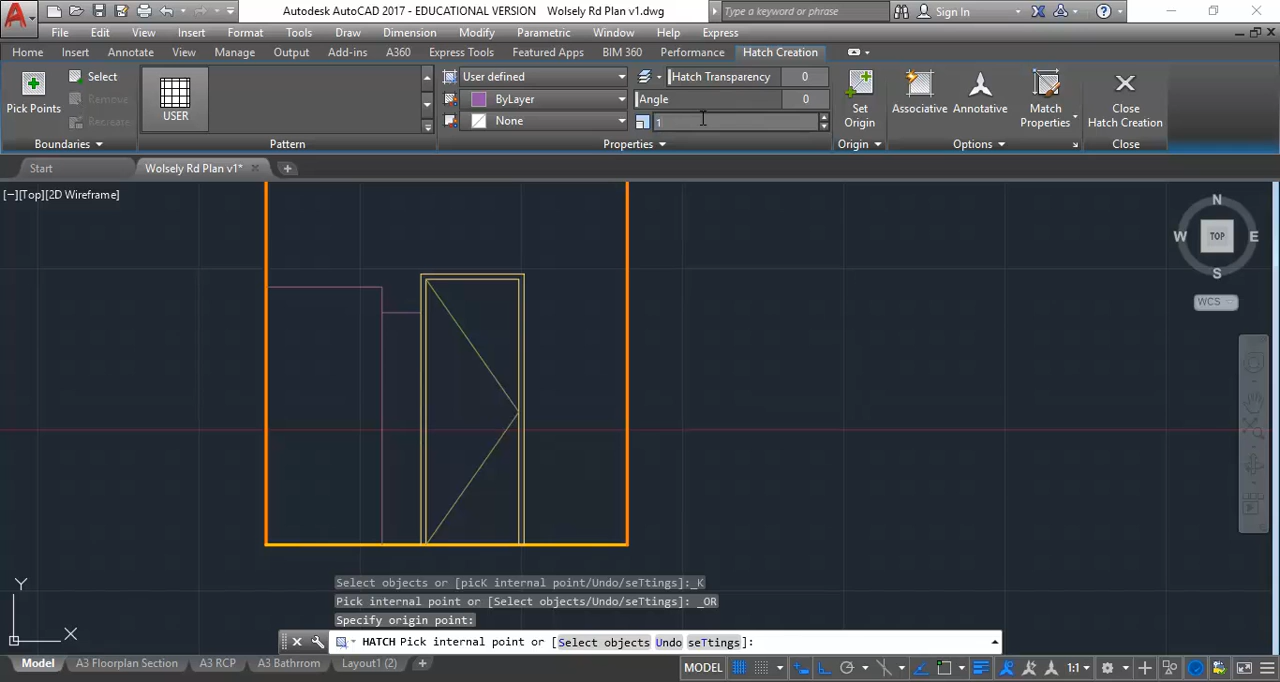 Autodesk AutoCAD 2017 - EDUCATIONAL VERSION Wolsely Rd Plan v1.dwg
Type a keyword or phrase
Sign In
File Edit View Insert Format Tools Draw Dimension Modify Parametric Window Help Express
Home Insert Annotate View Manage Output Add-ins A360 Express Tools Featured Apps BIM 360 Performance Hatch Creation
Pick Points
Select
Remove
Recreate
Boundaries
USER
Pattern
User defined
ByLayer
None
Hatch Transparency 0
Angle 0
1
Properties
Set Origin
Origin
Associative
Annotative
Match Properties
Options
Close Hatch Creation
Close
Start
Wolsely Rd Plan v1*
[−][Top][2D Wireframe]
N
W TOP E
S
WCS
Select objects or [picK internal point/Undo/seTtings]:_K
Pick internal point or [Select objects/Undo/seTtings]: _OR
Specify origin point:
HATCH Pick internal point or [Select objects Undo seTtings]:
Y
X
Model A3 Floorplan Section A3 RCP A3 Bathrrom Layout1 (2)
MODEL
1:1